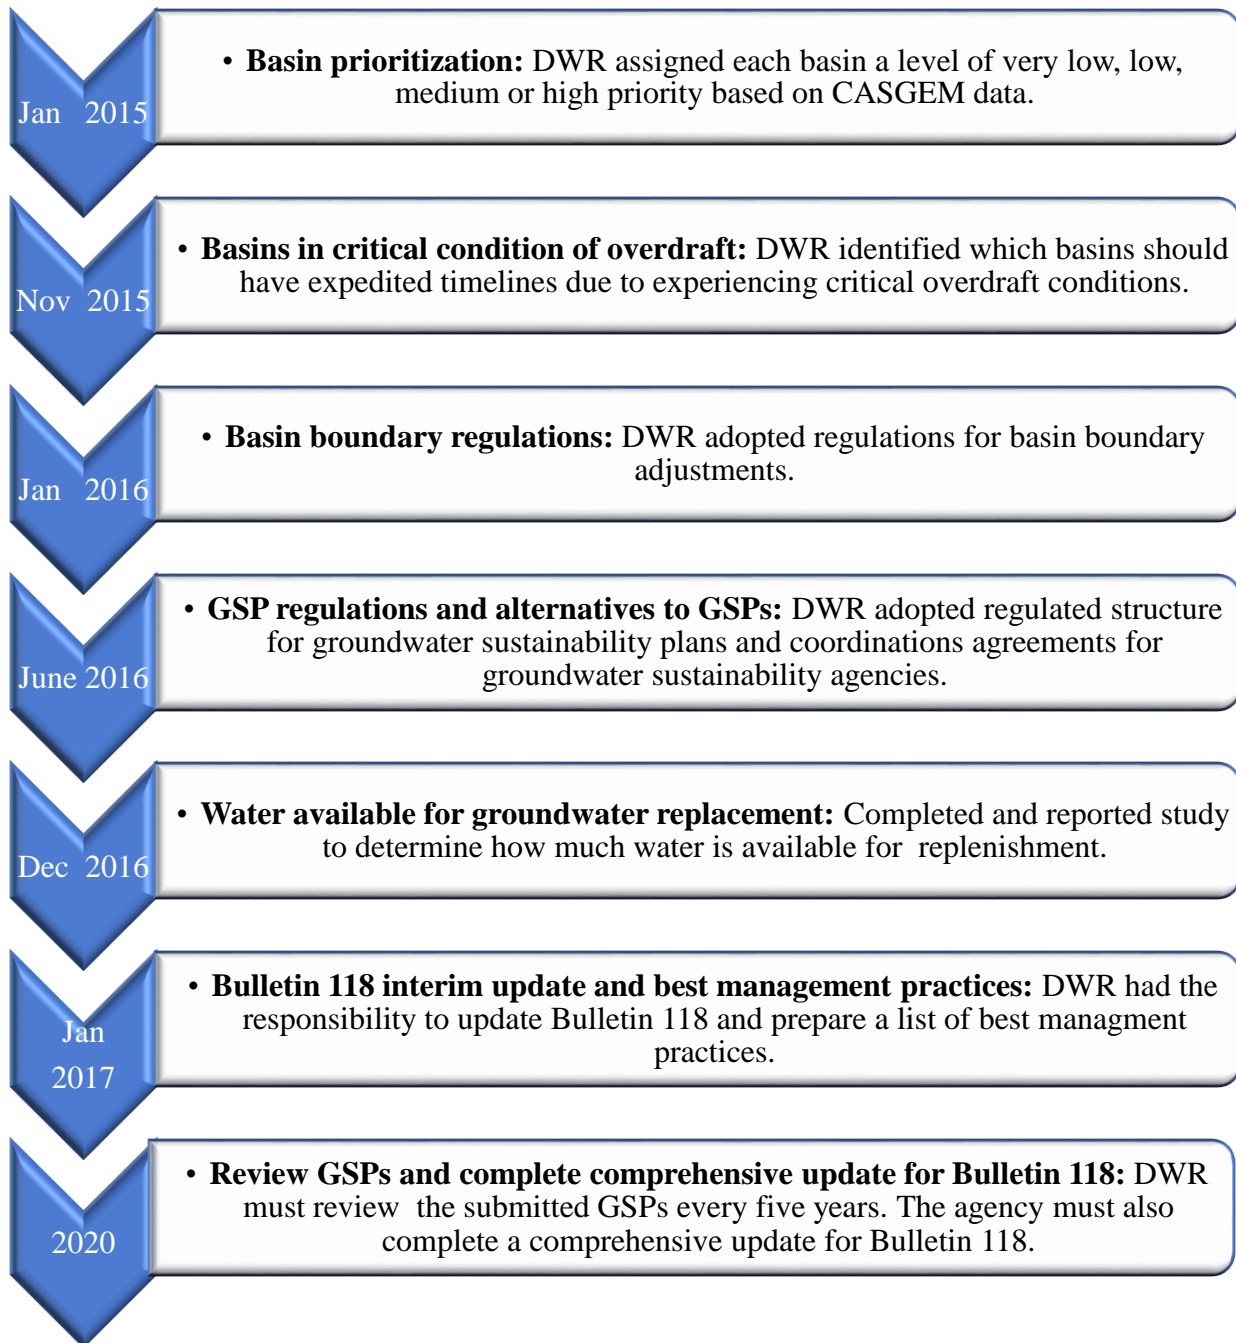 Jan 2015
• Basin prioritization: DWR assigned each basin a level of very low, low,
medium or high priority based on CASGEM data.
Nov 2015
• Basins in critical condition of overdraft: DWR identified which basins should
have expedited timelines due to experiencing critical overdraft conditions.
Jan 2016
• Basin boundary regulations: DWR adopted regulations for basin boundary
adjustments.
June 2016
• GSP regulations and alternatives to GSPs: DWR adopted regulated structure
for groundwater sustainability plans and coordinations agreements for
groundwater sustainability agencies.
Dec 2016
• Water available for groundwater replacement: Completed and reported study
to determine how much water is available for replenishment.
Jan
2017
• Bulletin 118 interim update and best management practices: DWR had the
responsibility to update Bulletin 118 and prepare a list of best managment
practices.
2020
• Review GSPs and complete comprehensive update for Bulletin 118: DWR
must review the submitted GSPs every five years. The agency must also
complete a comprehensive update for Bulletin 118.